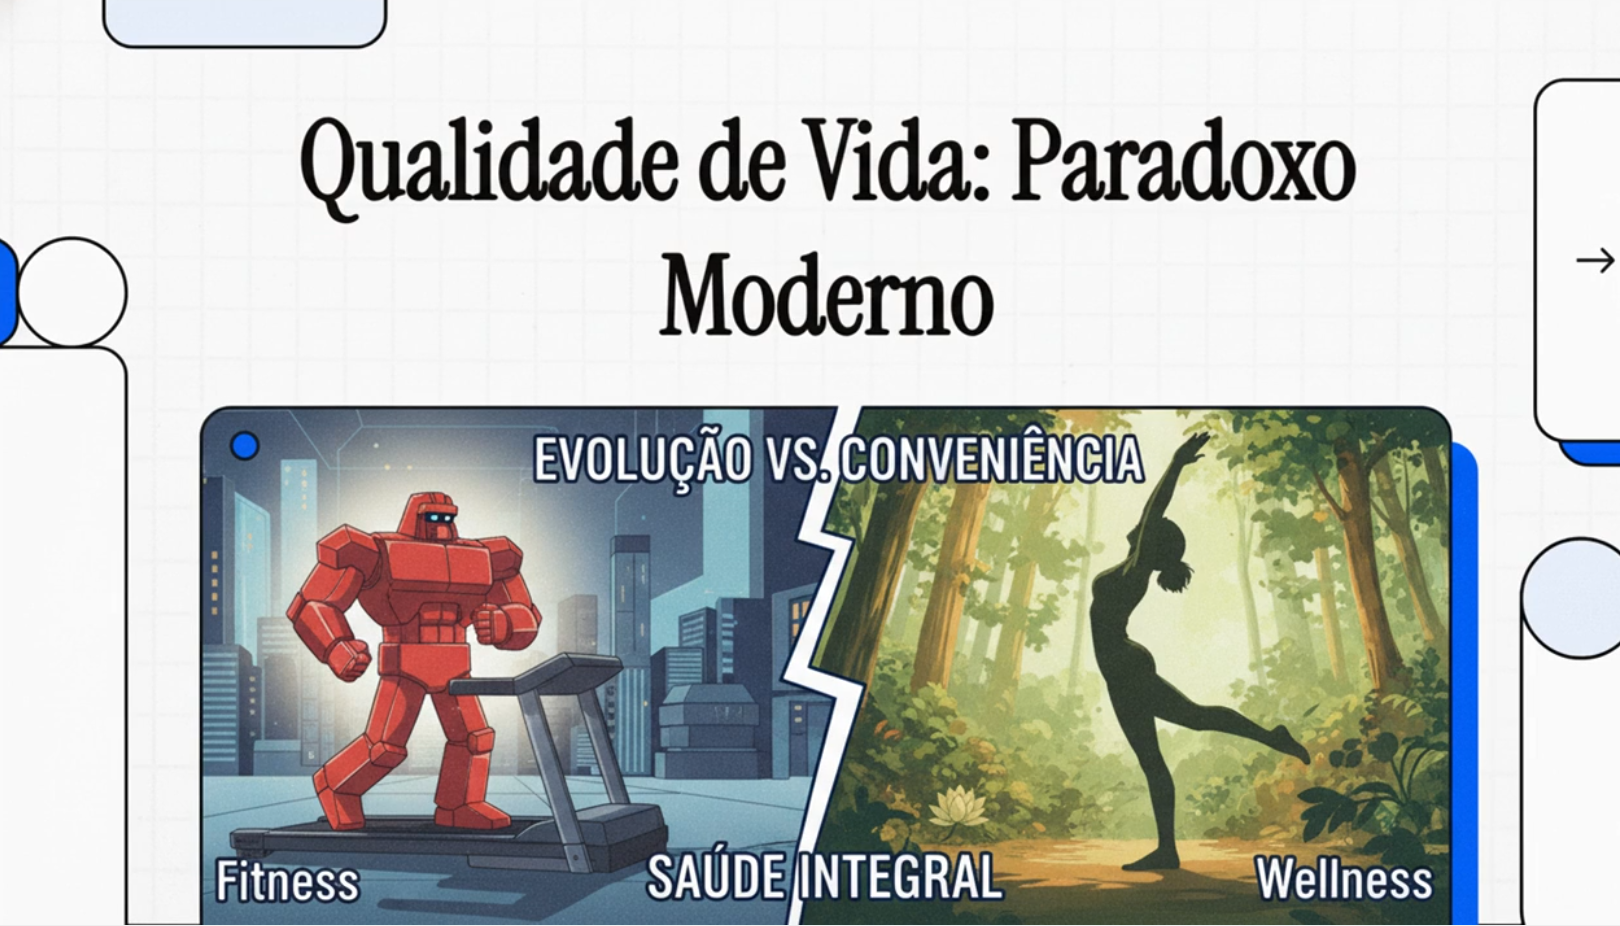 Qualidade de Vida: Paradoxo
Moderno
EVOLUÇÃO VS. CONVENIÊNCIA
Fitness
SAÚDE INTEGRAL
Wellness